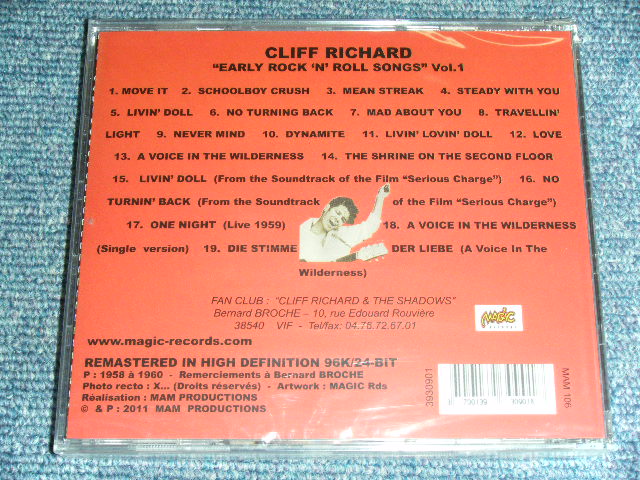 CLIFF RICHARD
"EARLY ROCK 'N' ROLL SONGS" Vol.1
1. MOVE IT 2. SCHOOLBOY CRUSH 3. MEAN STREAK 4. STEADY WITH YOU
5. LIVIN' DOLL 6. NO TURNING BACK 7. MAD ABOUT YOU 8. TRAVELLIN'
LIGHT 9. NEVER MIND 10. DYNAMITE 11. LIVIN' LOVIN' DOLL 12. LOVE
13. A VOICE IN THE WILDERNESS 14. THE SHRINE ON THE SECOND FLOOR
15. LIVIN' DOLL (From the Soundtrack of the Film "Serious Charge") 16. NO
TURNIN' BACK (From the Soundtrack of the Film "Serious Charge")
17. ONE NIGHT (Live 1959) 18. A VOICE IN THE WILDERNESS
(Single version) 19. DIE STIMME DER LIEBE (A Voice In The
Wilderness)
FAN CLUB : "CLIFF RICHARD & THE SHADOWS"
Bernard BROCHE – 10, rue Edouard Rouvière
38540 VIF - Tel/fax: 04.76.72.67.01
MAGIC
RECORDS
www.magic-records.com
REMASTERED IN HIGH DEFINITION 96K/24-BIT
P : 1958 à 1960 - Remerciements à Bernard BROCHE
Photo recto : X... (Droits réservés) - Artwork : MAGIC Rds
Réalisation : MAM PRODUCTIONS
© & P : 2011 MAM PRODUCTIONS
3930901
MAM 106